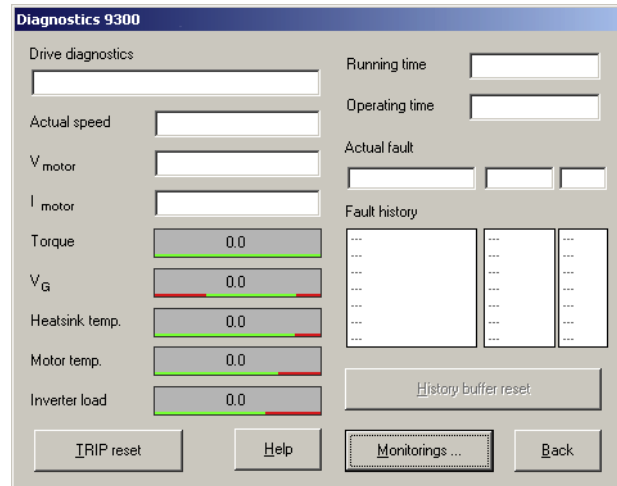 Diagnostics 9300
Drive diagnostics
Actual speed
V motor
I motor
Torque 0.0
VG 0.0
Heatsink temp. 0.0
Motor temp. 0.0
Inverter load 0.0
TRIP reset
Help
Running time
Operating time
Actual fault
Fault history
--- --- ---
--- --- ---
--- --- ---
--- --- ---
--- --- ---
--- --- ---
--- --- ---
--- --- ---
History buffer reset
Monitorings ...
Back